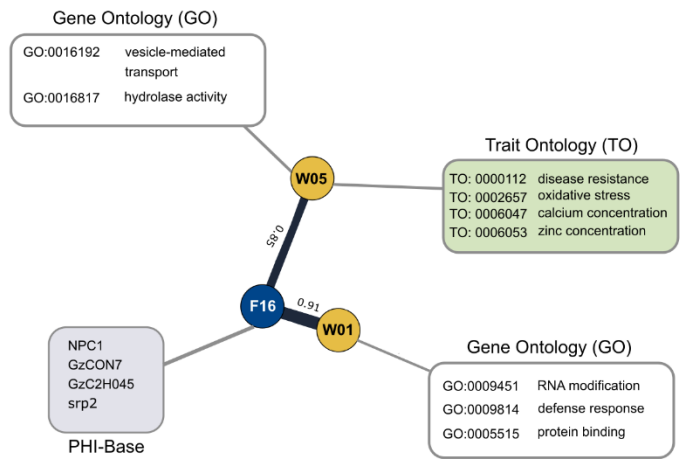 Gene Ontology (GO)
GO:0016192 vesicle-mediated
transport
GO:0016817 hydrolase activity
Trait Ontology (TO)
TO: 0000112 disease resistance
TO: 0002657 oxidative stress
TO: 0006047 calcium concentration
TO: 0006053 zinc concentration
W05
0.85
F16
0.91
W01
NPC1
GzCON7
GzC2H045
srp2
PHI-Base
Gene Ontology (GO)
GO:0009451 RNA modification
GO:0009814 defense response
GO:0005515 protein binding